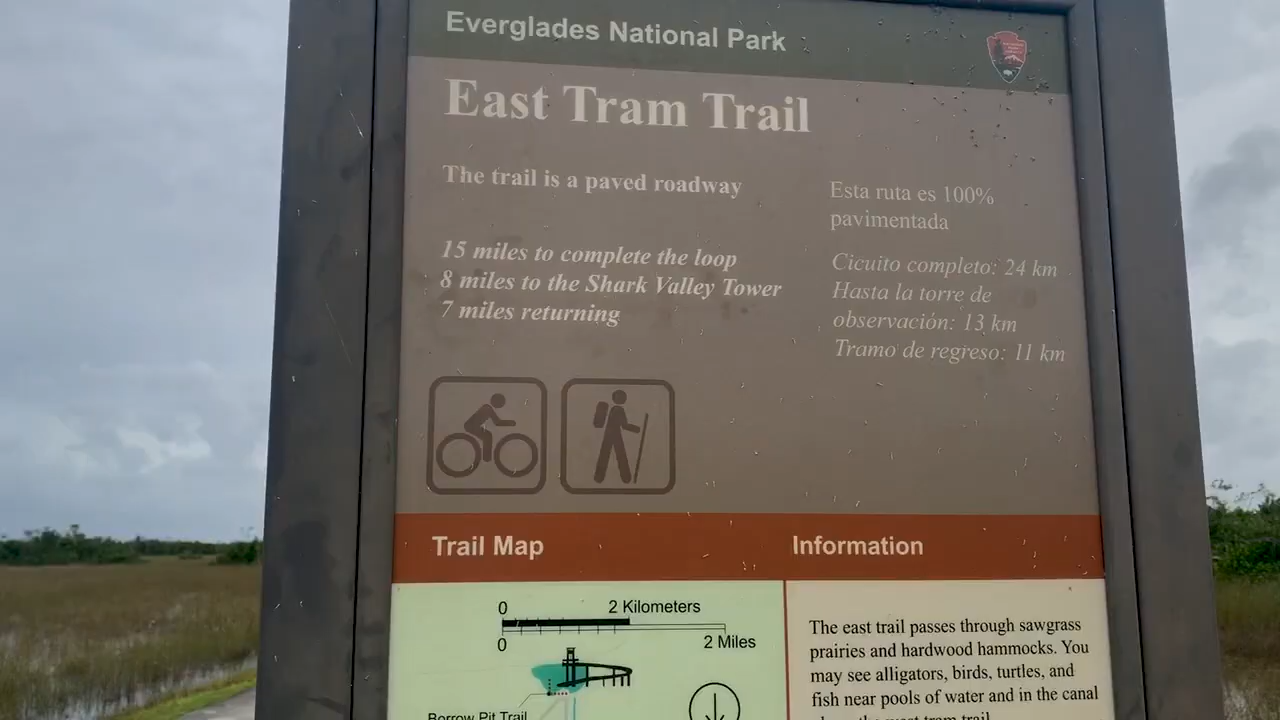 Everglades National Park
East Tram Trail
The trail is a paved roadway
15 miles to complete the loop
8 miles to the Shark Valley Tower
7 miles returning
Esta ruta es 100%
pavimentada
Cicuito completo: 24 km
Hasta la torre de
observación: 13 km
Tramo de regreso: 11 km
Trail Map
Information
0 2 Kilometers
0 2 Miles
Borrow Pit Trail
The east trail passes through sawgrass
prairies and hardwood hammocks. You
may see alligators, birds, turtles, and
fish near pools of water and in the canal
west tram trail